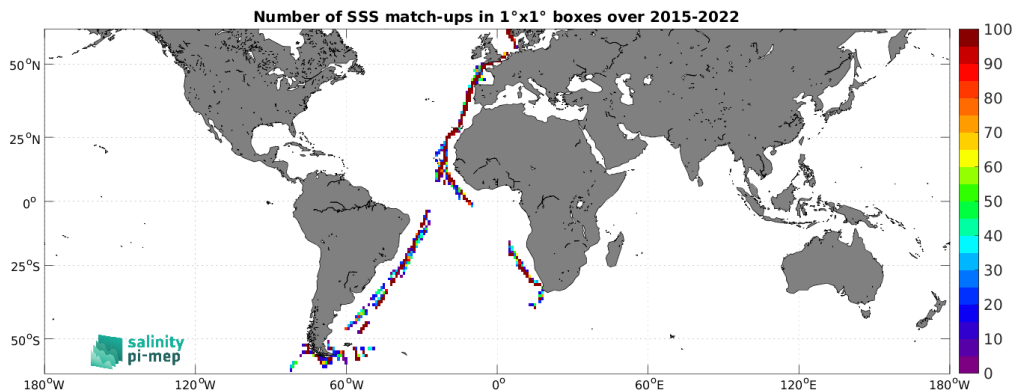 Number of SSS match-ups in 1°x1° boxes over 2015-2022
50°N
25°N
0°
25°S
50°S
180°W
120°W
60°W
0°
60°E
120°E
180°W
100
90
80
70
60
50
40
30
20
10
0
salinity
pi-mep